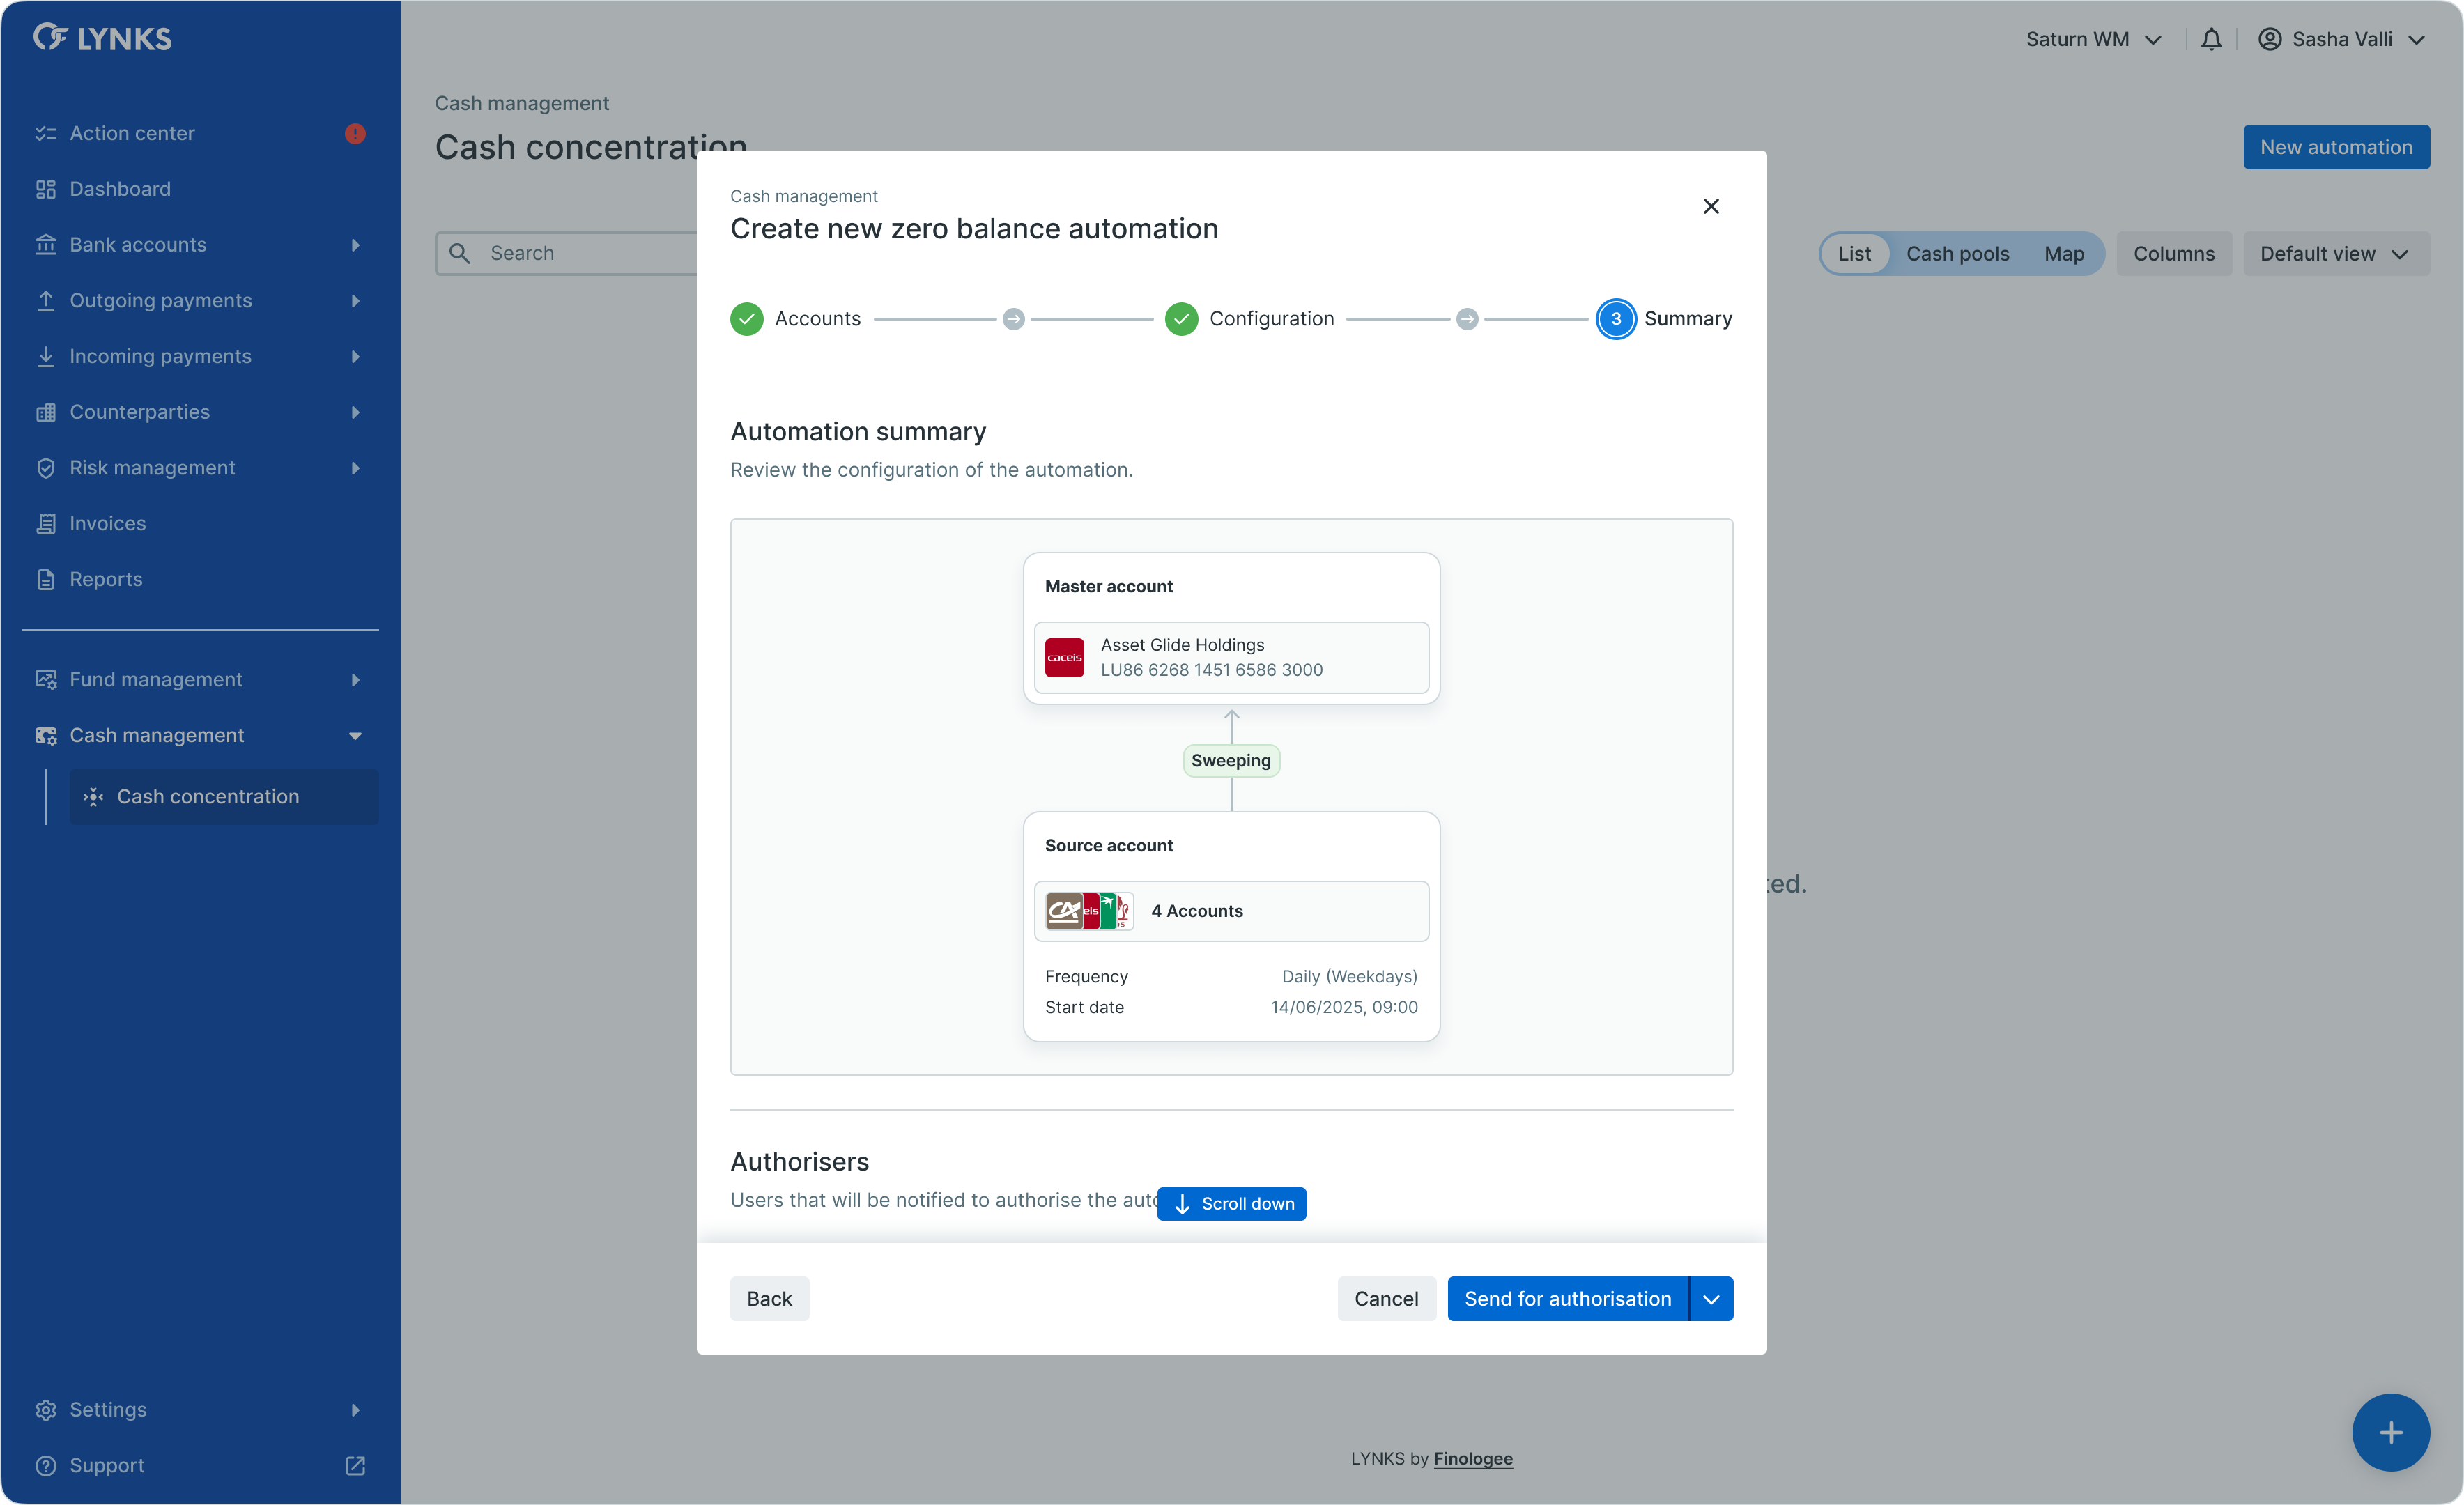 LYNKS
Action center
Dashboard
Bank accounts
Outgoing payments
Incoming payments
Counterparties
Risk management
Invoices
Reports
Fund management
Cash management
Cash concentration
Settings
Support
Saturn WM
Sasha Valli
Cash management
Cash concentration
New automation
Search
List
Cash pools
Map
Columns
Default view
Cash management
Create new zero balance automation
Accounts
Configuration
3
Summary
Automation summary
Review the configuration of the automation.
Master account
caceis
Asset Glide Holdings
LU86 6268 1451 6586 3000
Sweeping
Source account
CA
eis
4 Accounts
Frequency
Daily (Weekdays)
Start date
14/06/2025, 09:00
ted.
Authorisers
Users that will be notified to authorise the auto
Scroll down
Back
Cancel
Send for authorisation
LYNKS by Finologee